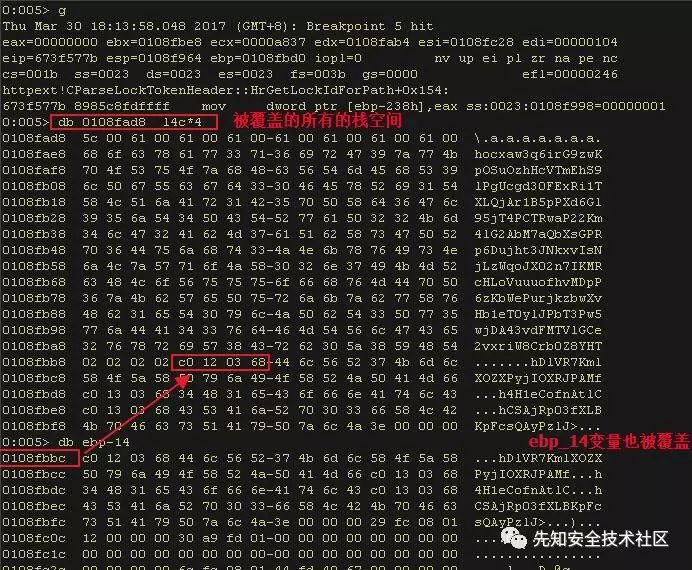 0:005> g
Thu Mar 30 18:13:58.048 2017 (GMT+8): Breakpoint 5 hit
eax=00000000 ebx=0108fbe8 ecx=0000a837 edx=0108fab4 esi=0108fc28 edi=00000104
eip=673f577b esp=0108f964 ebp=0108fbd0 iopl=0 nv up ei pl zr na pe nc
cs=001b ss=0023 ds=0023 es=0023 fs=003b gs=0000 efl=00000246
httpext!CParseLockTokenHeader::HrGetLockIdForPath+0x154:
673f577b 8985c8fdffff mov dword ptr [ebp-238h],eax ss:0023:0108f998=00000001
0:005> db 0108fad8 14c*4 被覆盖的所有的栈空间
0108fad8 5c 00 61 00 61 00 61 00-61 00 61 00 61 00 61 00 \.a.a.a.a.a.a.a.
0108fae8 68 6f 63 78 61 77 33 71-36 69 72 47 39 7a 77 4b hocxaw3q6irG9zwK
0108faf8 70 4f 53 75 4f 7a 68 48-63 56 54 6d 45 68 53 39 pOSuOzhHcVTmEhS9
0108fb08 6c 50 67 55 63 67 64 33-30 46 45 78 52 69 31 54 lPgUcgd30FExRi1T
0108fb18 58 4c 51 6a 41 72 31 42-35 70 50 58 64 36 47 6c XLQjAr1B5pPXd6Gl
0108fb28 39 35 6a 54 34 50 43 54-52 77 61 50 32 32 4b 6d 95jT4PCTRwaP22Km
0108fb38 34 6c 47 32 41 62 4d 37-61 51 62 58 73 47 50 52 4lG2AbM7aQbXsGPR
0108fb48 70 36 44 75 6a 68 74 33-4a 4e 6b 78 76 49 73 4e p6Dujht3JNkxvIsN
0108fb58 6a 4c 7a 57 71 6f 4a 58-30 32 6e 37 49 4b 4d 52 jLzWqoJX02n7IKMR
0108fb68 63 48 4c 6f 56 75 75 75-6f 66 68 76 4d 44 70 50 cHLoVuuuofhvMDpP
0108fb78 36 7a 4b 62 57 65 50 75-72 6a 6b 7a 62 77 58 76 6zKbWePurjkzbwXv
0108fb88 48 62 31 65 54 30 79 6c-4a 50 62 54 33 50 77 37 Hb1eT0ylJPbT3Pw7
0108fb98 77 6a 44 41 34 33 76 64-46 4d 54 56 6c 47 43 65 wjDA43vdFMTVlGCe
0108fba8 32 76 78 72 69 57 38 43-72 62 30 5a 38 59 48 54 2vxriW8Crb0Z8YHT
0108fbb8 02 02 02 02 c0 12 03 68-44 6c 56 52 37 4b 6d 6c .......hDlVR7Kml
0108fbc8 58 4f 5a 58 50 79 6a 49-4f 58 52 4a 50 41 4d 66 XOZXPyjIOXRJPAMf
0108fbd8 c0 13 03 68 34 48 31 65-43 6f 66 6e 41 74 6c 43 ...h4H1eCofnAtlC
0108fbe8 c0 13 03 68 43 53 41 6a-52 70 30 33 66 58 4c 42 ...hCSAjRp03fXLB
0108fbf8 4b 70 46 63 73 51 41 79-50 7a 6c 4a 3e 00 00 00 KpFcsQAyPzlJ>...
0:005> db ebp-14 ebp_14变量也被覆盖
0108fbbc c0 12 03 68 44 6c 56 52-37 4b 6d 6c 58 4f 5a 58 ...hDlVR7KmlXOZX
0108fbcc 50 79 6a 49 4f 58 52 4a-50 41 4d 66 c0 13 03 68 PyjIOXRJPAMf...h
0108fbdc 34 48 31 65 43 6f 66 6e-41 74 6c 43 c0 13 03 68 4H1eCofnAtlC...h
0108fbec 43 53 41 6a 52 70 30 33-66 58 4c 42 4b 70 46 63 CSAjRp03fXLBKpFc
0108fbfc 73 51 41 79 50 7a 6c 4a-3e 00 00 00 29 fc 08 01 sQAyPzlJ>...)...
0108fc0c 12 00 00 00 30 a9 fd 01-00 00 00 00
0108fc1c 00 00 00 00 00 00 00 00
先知安全技术社区